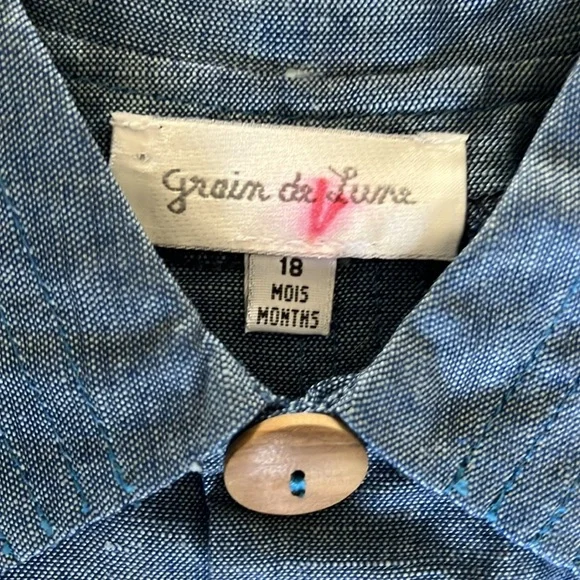 Grain de Lune
18
MOIS
MONTHS